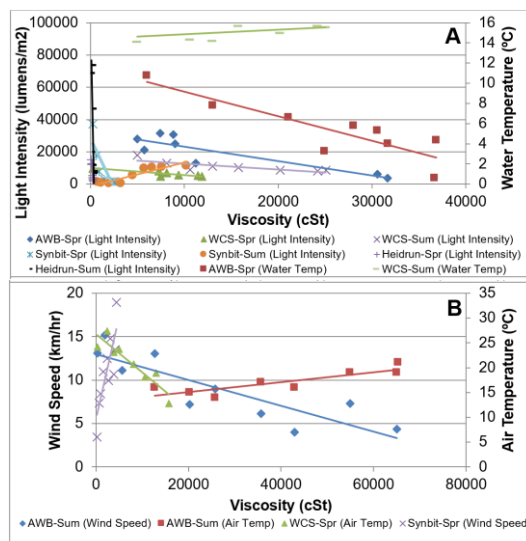 100000
80000
60000
40000
20000
0
Light Intensity (lumens/m2)
A
16
14
12
10
8
6
4
2
0
Water Temperature (ºC)
0 10000 20000 30000 40000
Viscosity (cSt)
AWB-Spr (Light Intensity) WCS-Spr (Light Intensity) WCS-Sum (Light Intensity)
Synbit-Spr (Light Intensity) Synbit-Sum (Light Intensity) Heidrun-Spr (Light Intensity)
Heidrun-Sum (Light Intensity) AWB-Spr (Water Temp) WCS-Sum (Water Temp)
20
15
10
5
0
Wind Speed (km/hr)
B
35
30
25
20
15
10
5
0
Air Temperature (ºC)
0 20000 40000 60000 80000
Viscosity (cSt)
AWB-Sum (Wind Speed) AWB-Sum (Air Temp) WCS-Spr (Air Temp) Synbit-Spr (Wind Speed)